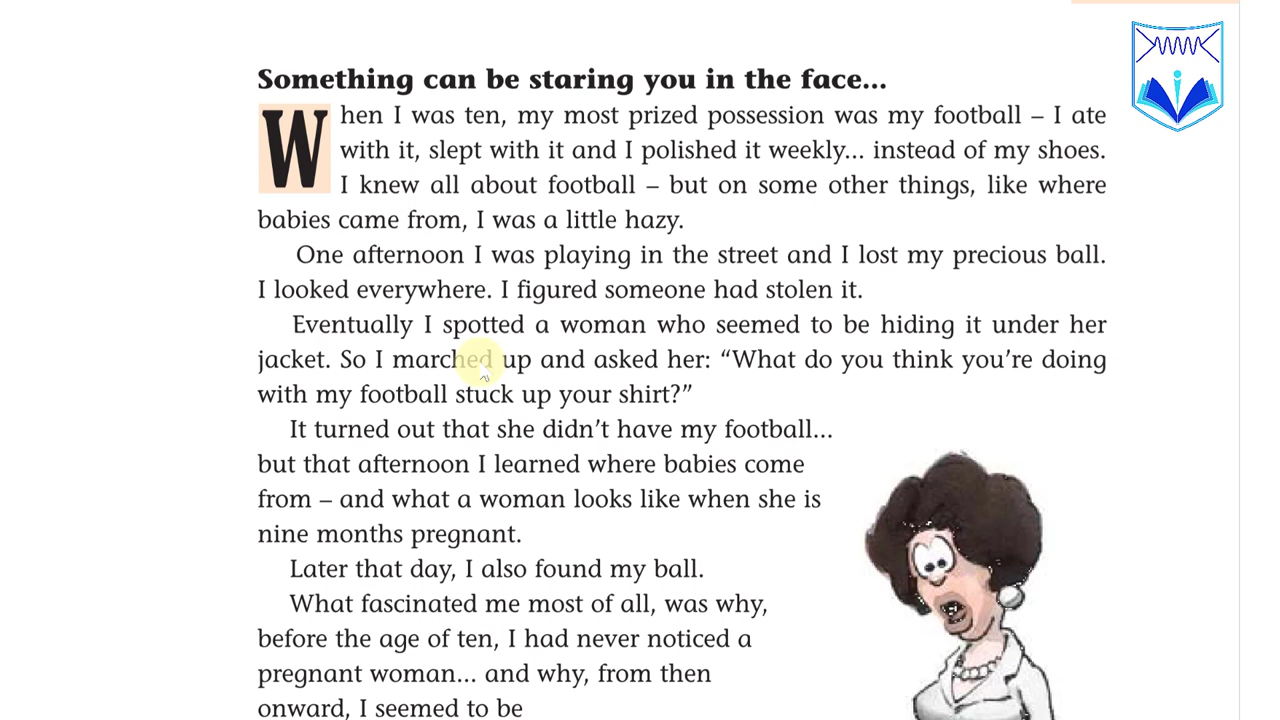 Something can be staring you in the face...
When I was ten, my most prized possession was my football – I ate
with it, slept with it and I polished it weekly... instead of my shoes.
I knew all about football – but on some other things, like where
babies came from, I was a little hazy.
One afternoon I was playing in the street and I lost my precious ball.
I looked everywhere. I figured someone had stolen it.
Eventually I spotted a woman who seemed to be hiding it under her
jacket. So I marched up and asked her: “What do you think you’re doing
with my football stuck up your shirt?”
It turned out that she didn’t have my football...
but that afternoon I learned where babies come
from – and what a woman looks like when she is
nine months pregnant.
Later that day, I also found my ball.
What fascinated me most of all, was why,
before the age of ten, I had never noticed a
pregnant woman... and why, from then
onward, I seemed to be